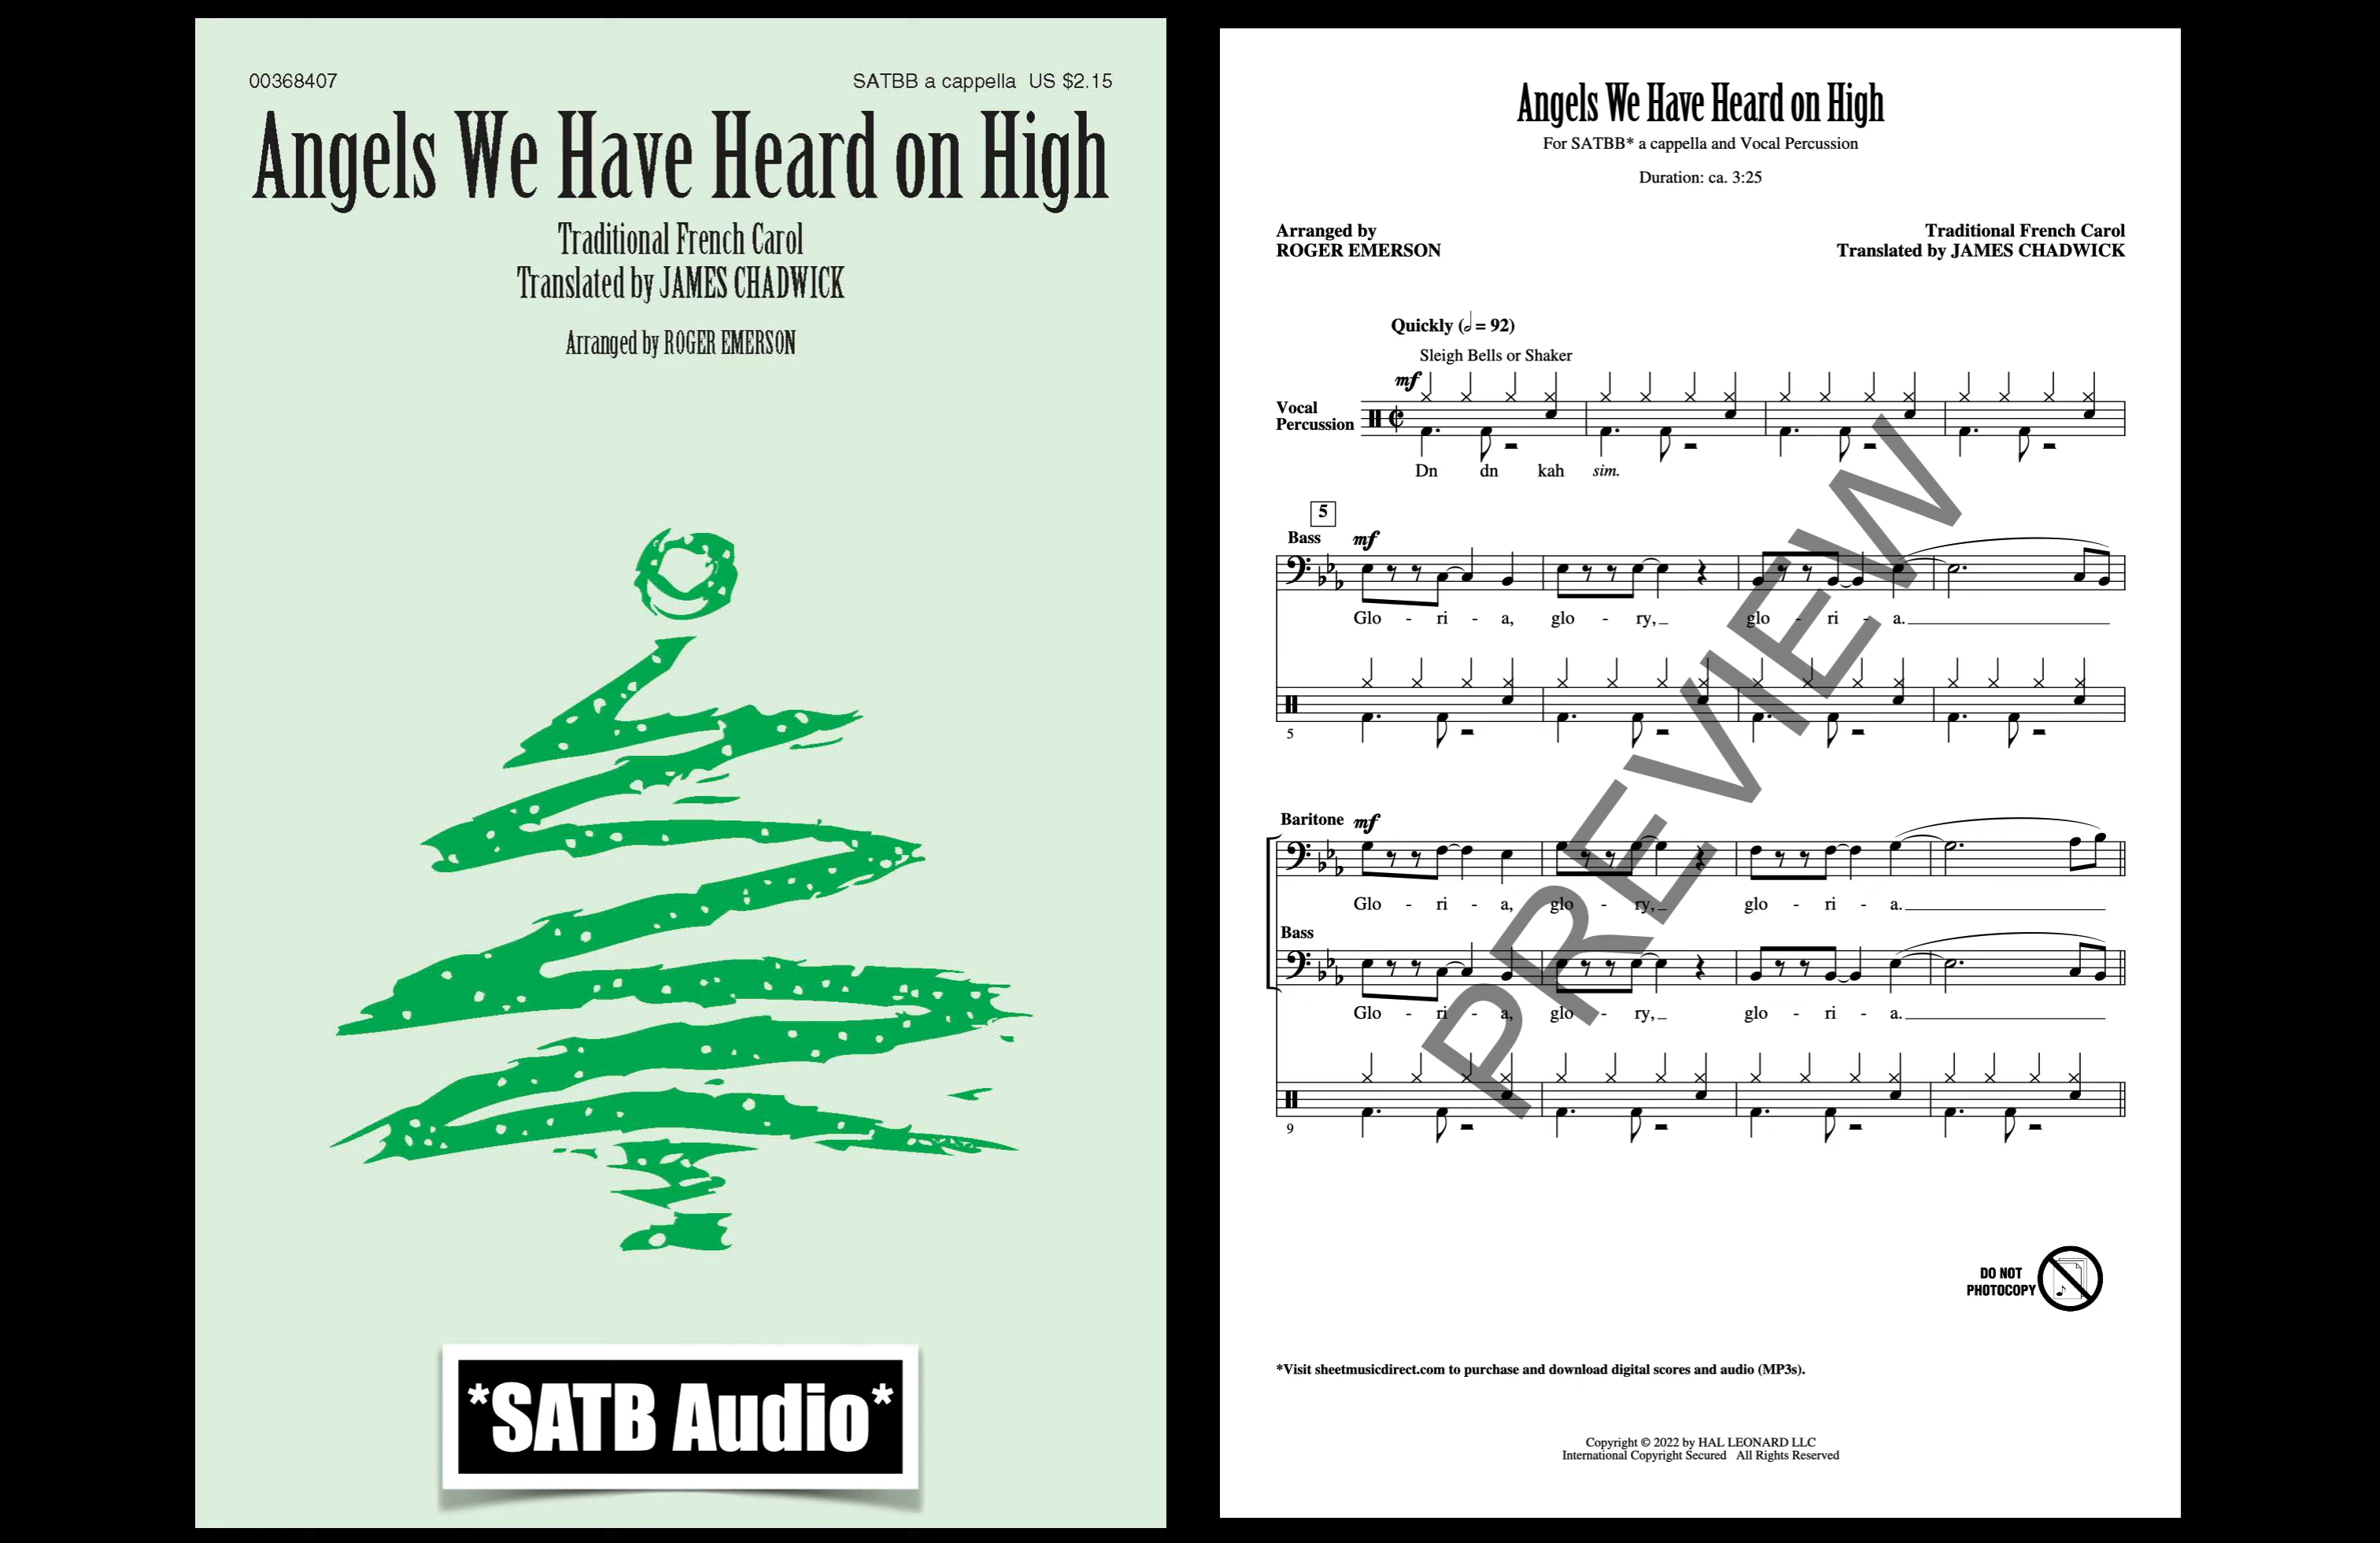 00368407 SATBB a cappella US $2.15
Angels We Have Heard on High
Traditional French Carol
Translated by JAMES CHADWICK
Arranged by ROGER EMERSON
*SATB Audio*
Angels We Have Heard on High
For SATBB* a cappella and Vocal Percussion
Duration: ca. 3:25
Arranged by
ROGER EMERSON
Traditional French Carol
Translated by JAMES CHADWICK
Quickly (𝅗𝅥 = 92)
Sleigh Bells or Shaker
mf
Vocal
Percussion
Dn dn kah sim.
5
Bass mf
Glo - ri - a, glo - ry, glo - ri - a.
5
Baritone mf
Glo - ri - a, glo - ry, glo - ri - a.
Bass
Glo - ri - a, glo - ry, glo - ri - a.
9
PREVIEW
DO NOT
PHOTOCOPY
*Visit sheetmusicdirect.com to purchase and download digital scores and audio (MP3s).
Copyright © 2022 by HAL LEONARD LLC
International Copyright Secured All Rights Reserved